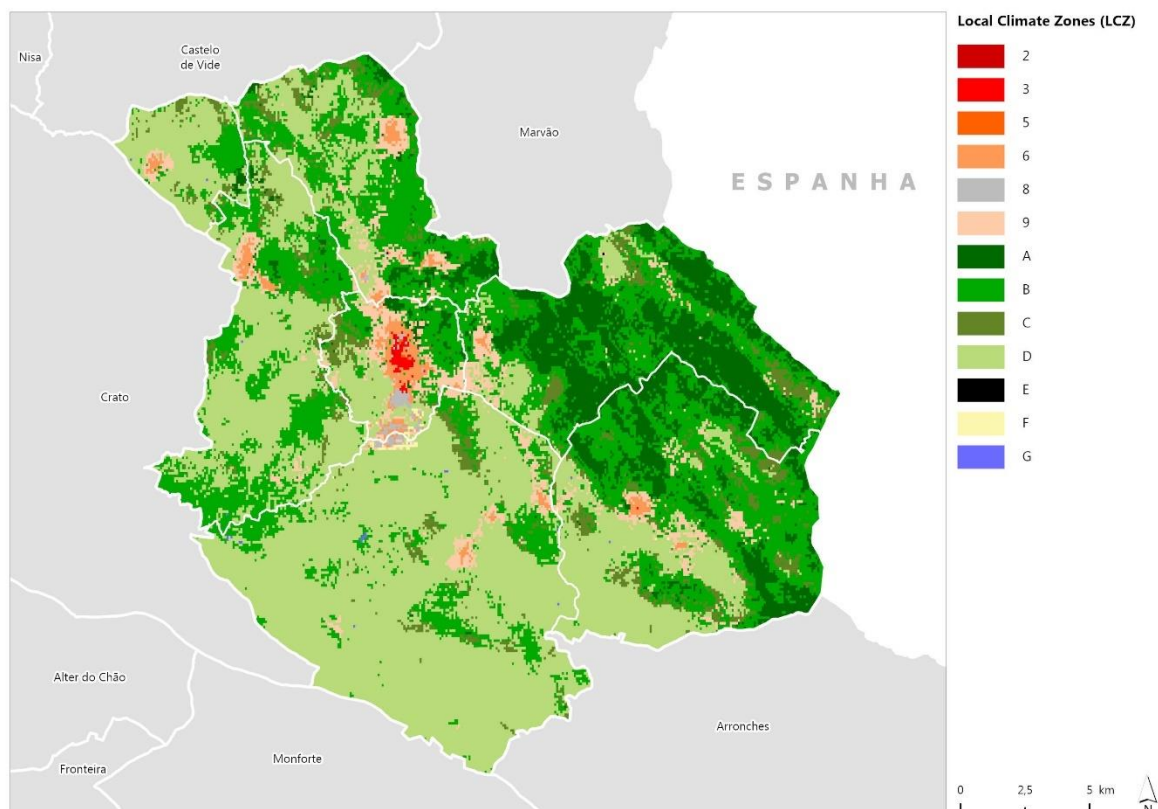 Local Climate Zones (LCZ)
2
3
5
6
8
9
A
B
C
D
E
F
G
Nisa
Castelo
de Vide
Marvão
ESPANHA
Crato
Alter do Chão
Fronteira
Monforte
Arronches
0 2,5 5 km
N